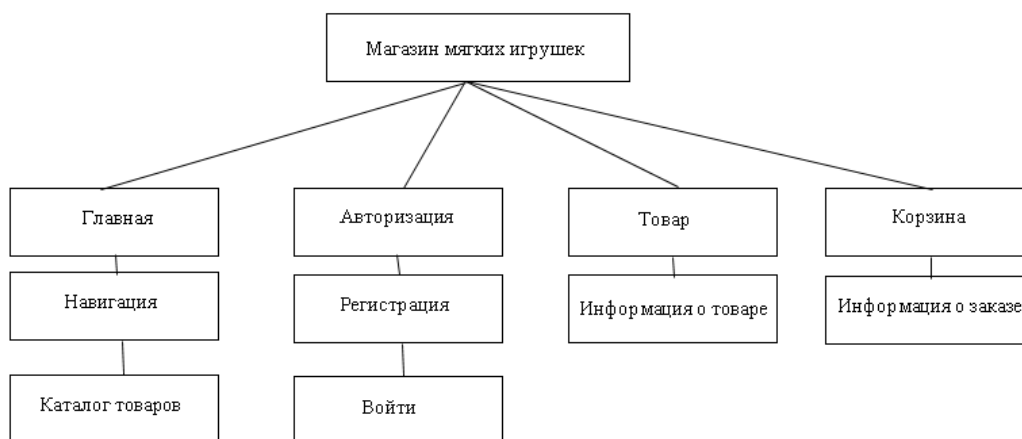 Магазин мягких игрушек
Главная
Авторизация
Товар
Корзина
Навигация
Регистрация
Информация о товаре
Информация о заказе
Каталог товаров
Войти